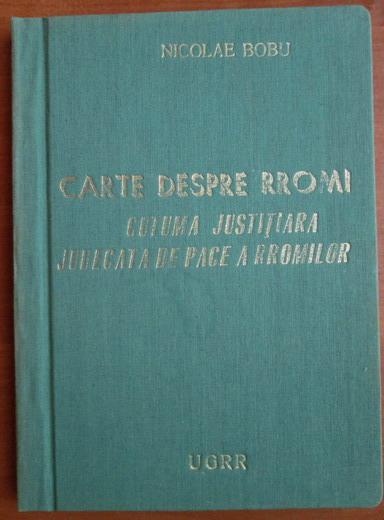 NICOLAE BOBU
CARTE DESPRE RROMI
CUTUMA JUSTIȚIARA
JUDECATA DE PACE A RROMILOR
UGRR